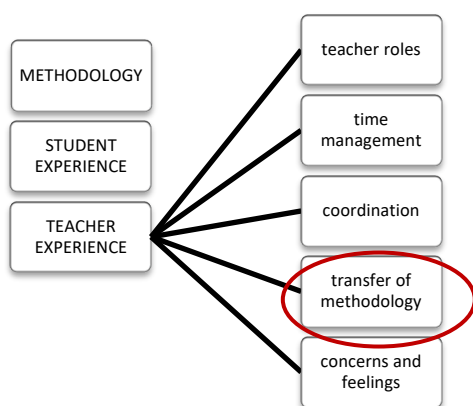 METHODOLOGY
STUDENT
EXPERIENCE
TEACHER
EXPERIENCE
teacher roles
time
management
coordination
transfer of
methodology
concerns and
feelings